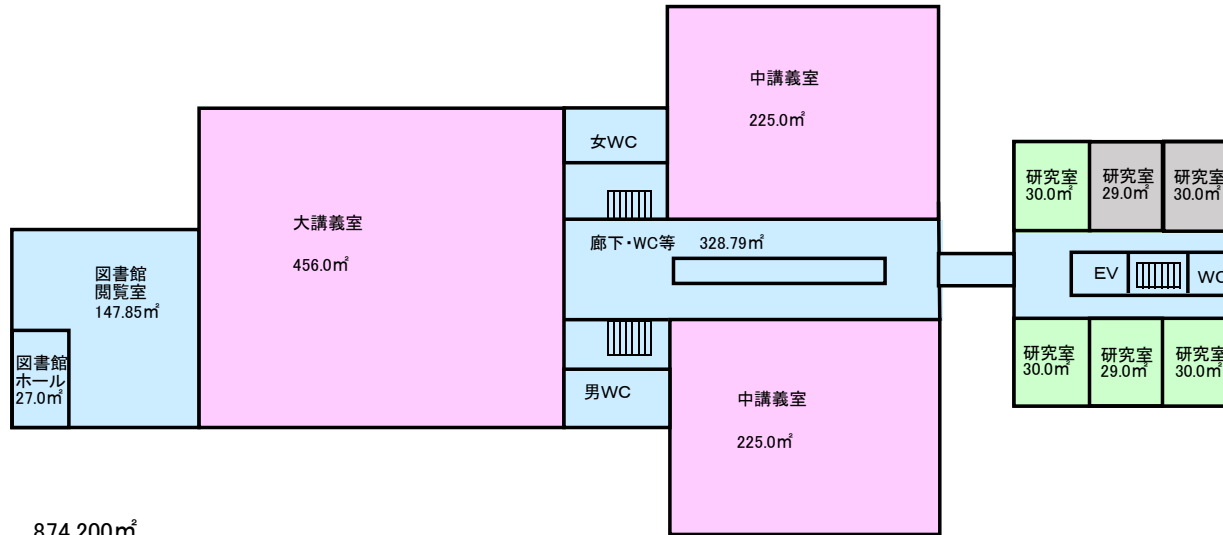 中講義室
225.0㎡
女WC
大講義室
456.0㎡
廊下・WC等 328.79㎡
図書館
閲覧室
147.85㎡
図書館
ホール
27.0㎡
男WC
中講義室
225.0㎡
研究室
30.0㎡
研究室
29.0㎡
研究室
30.0㎡
EV
WC
研究室
30.0㎡
研究室
29.0㎡
研究室
30.0㎡
874.200㎡